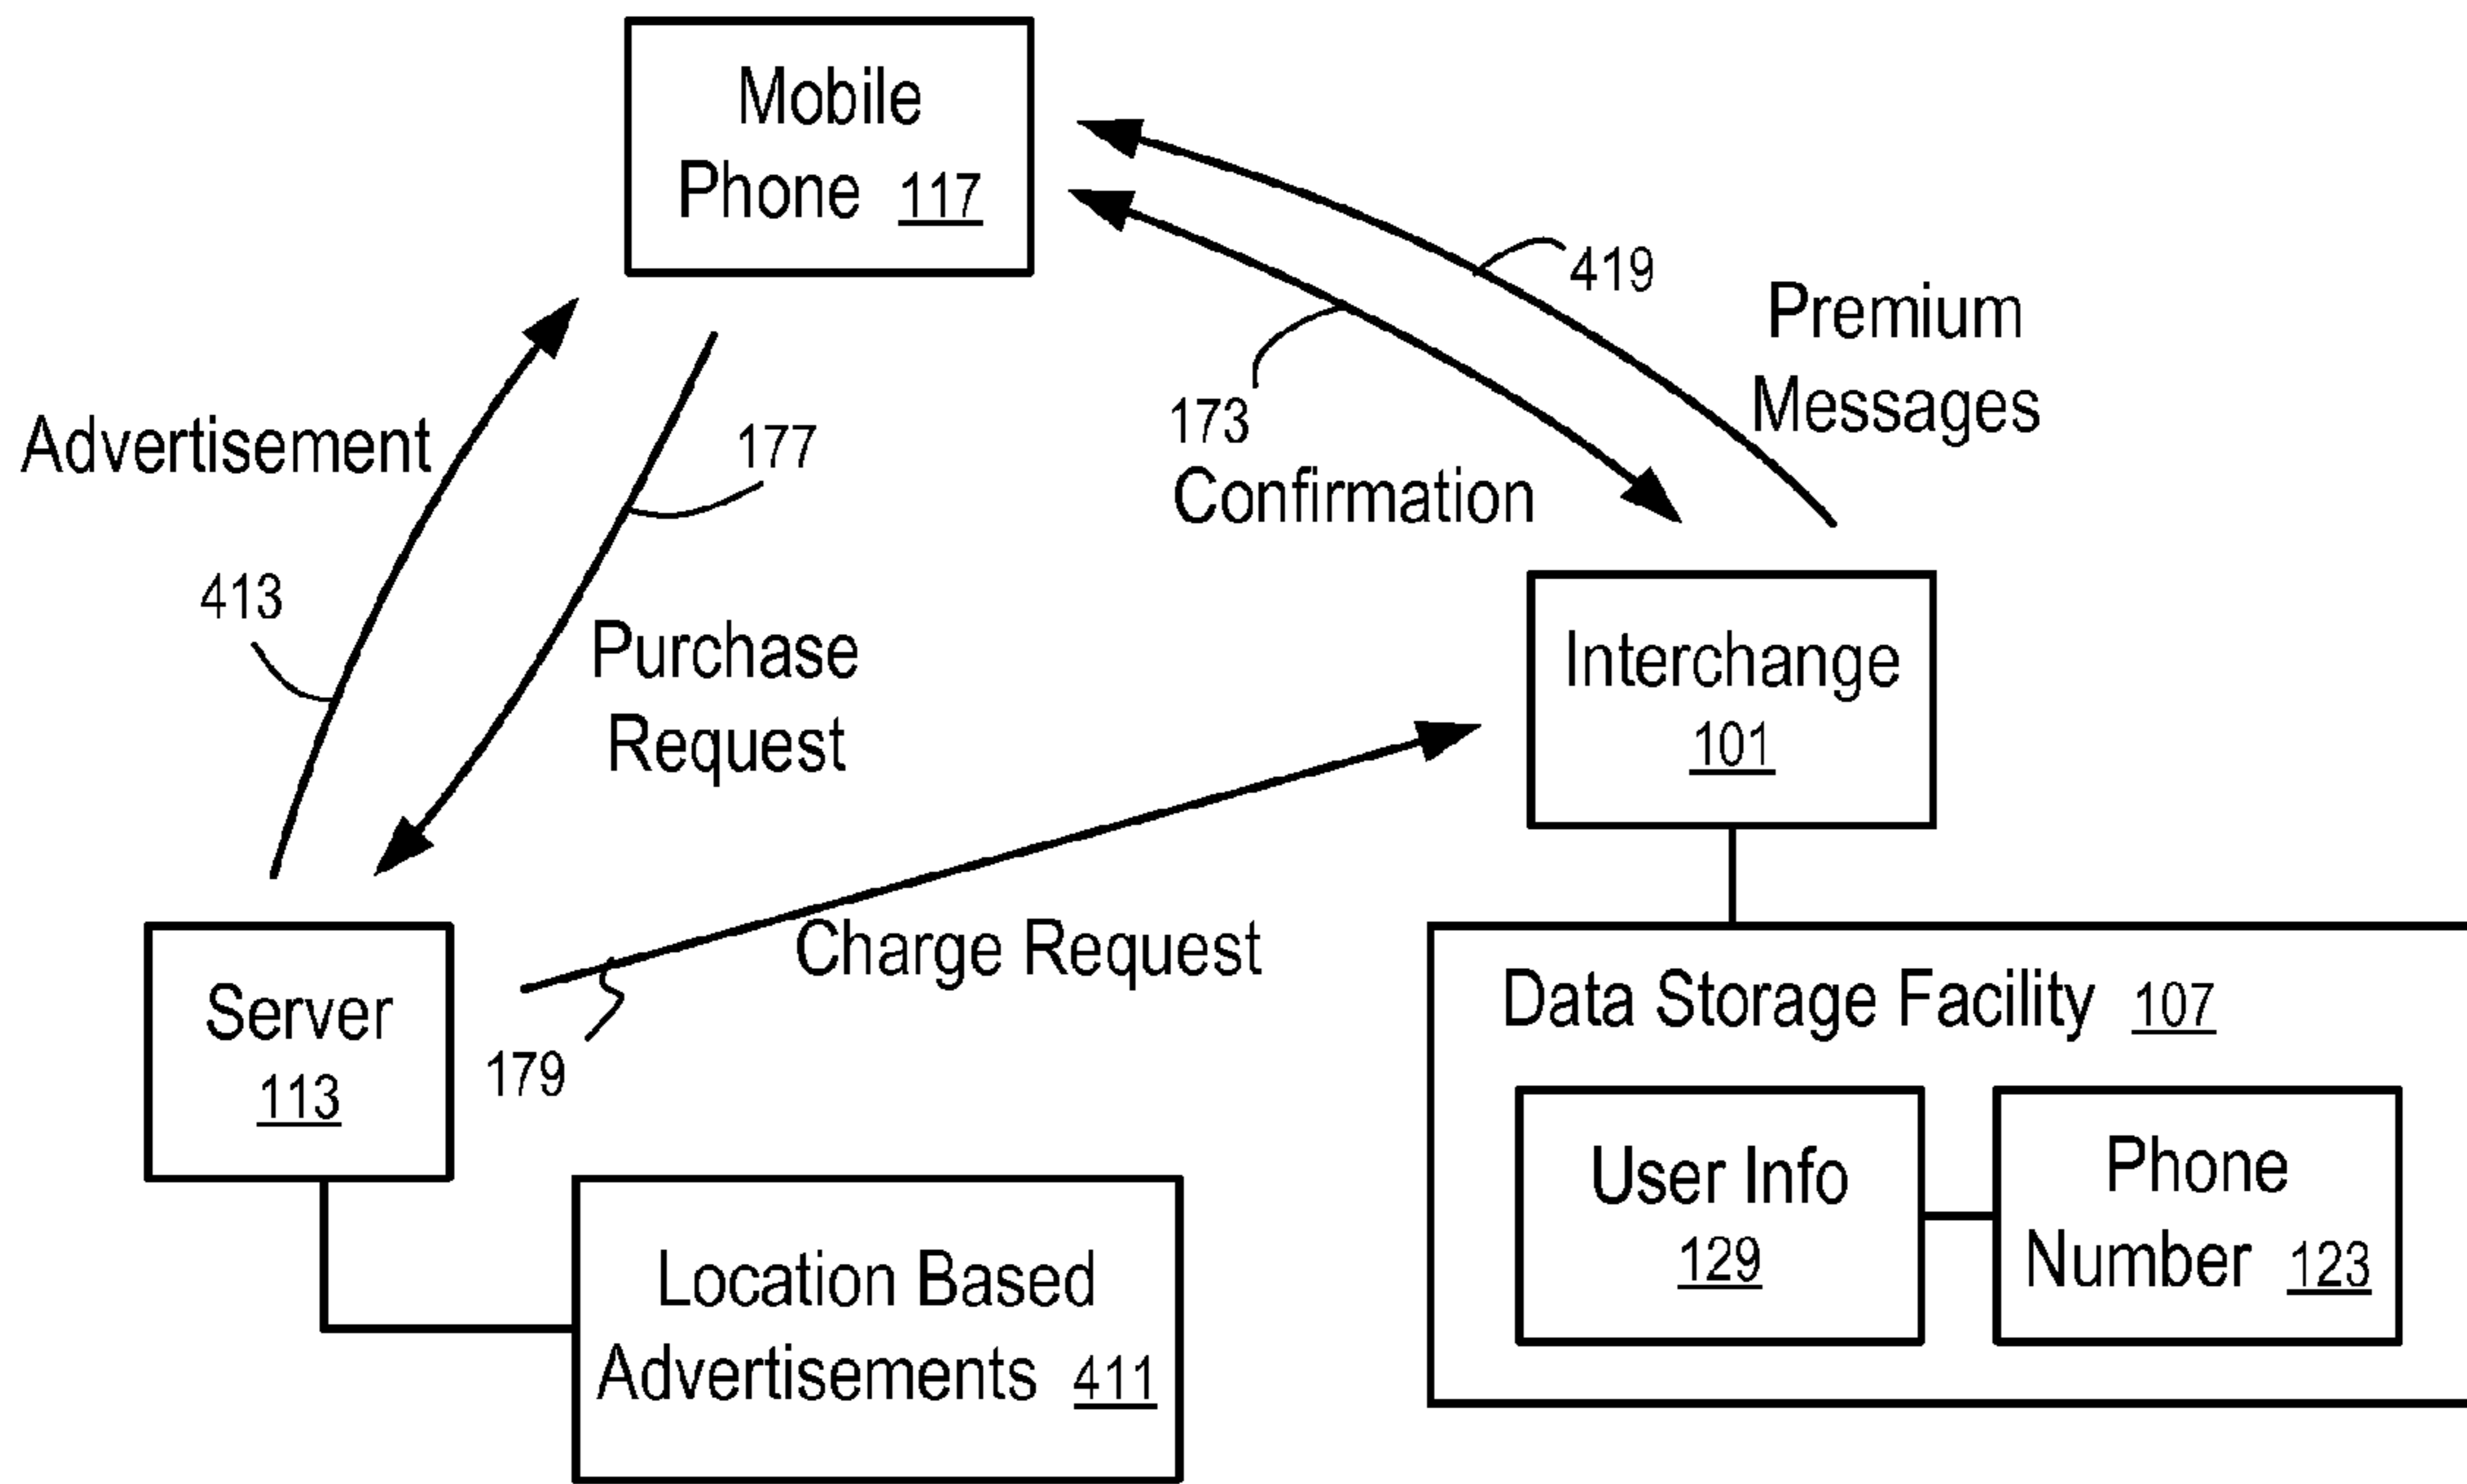 Mobile
Phone 117
419
Premium
Messages
173
Confirmation
Advertisement
177
413
Purchase
Request
Interchange
101
Charge Request
179
Server
113
Data Storage Facility 107
User Info
129
Phone
Number 123
Location Based
Advertisements 411